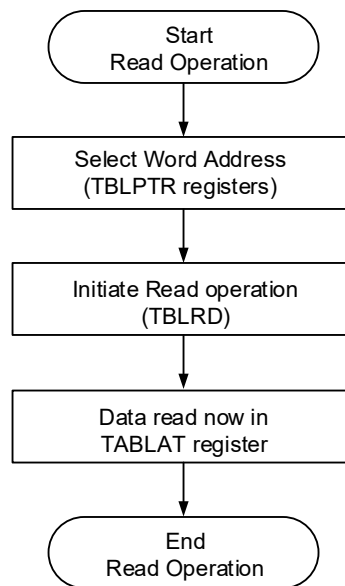 Start
Read Operation
Select Word Address
(TBLPTR registers)
Initiate Read operation
(TBLRD)
Data read now in
TABLAT register
End
Read Operation